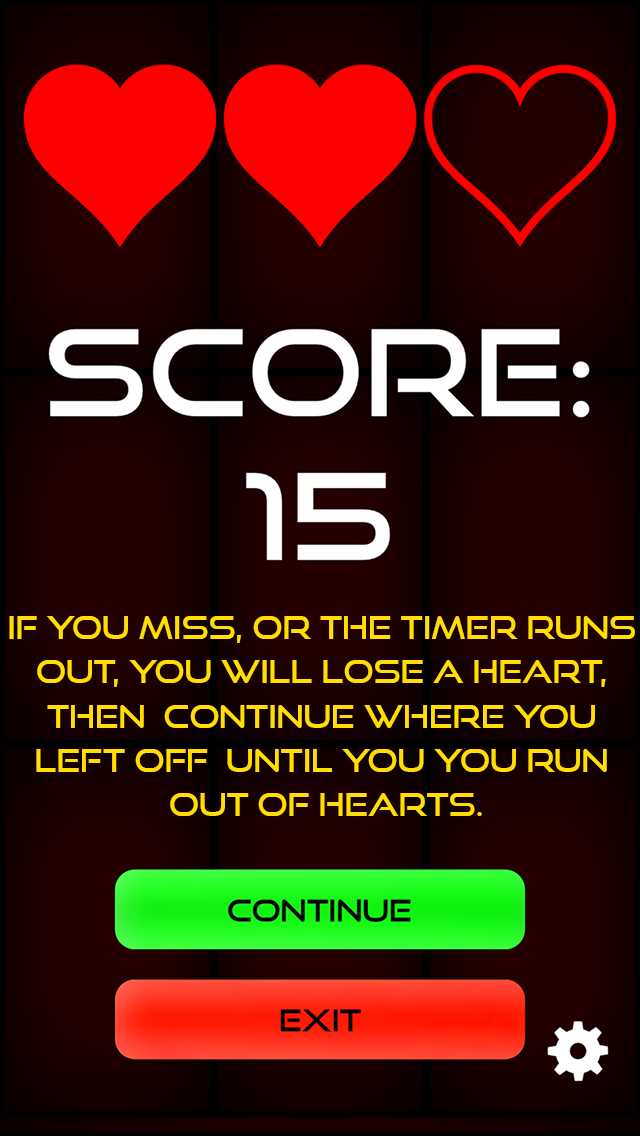 SCORE:
15
IF YOU MISS, OR THE TIMER RUNS
OUT, YOU WILL LOSE A HEART,
THEN  CONTINUE WHERE YOU
LEFT OFF  UNTIL YOU YOU RUN
OUT OF HEARTS.
CONTINUE
EXIT